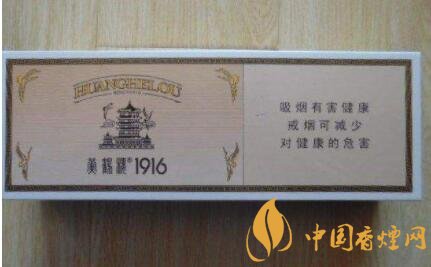 HUANGHELOU
黄鹤楼® 1916
吸烟有害健康
戒烟可减少
对健康的危害
中国香烟网